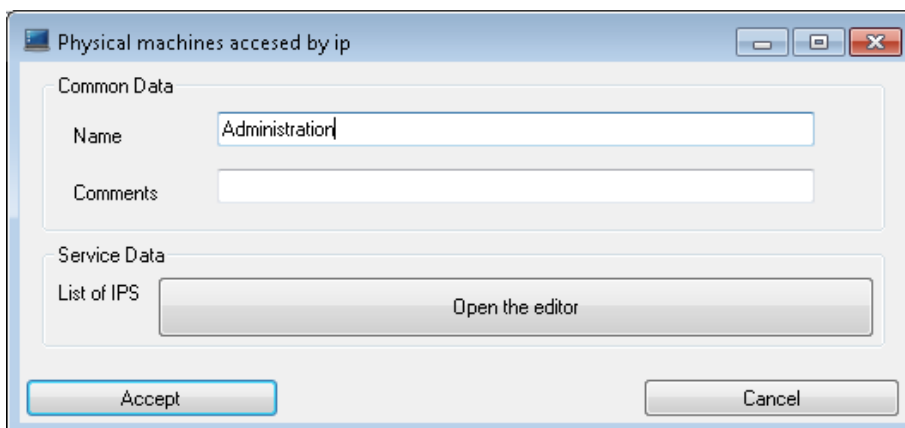 Physical machines accesed by ip
Common Data
Name
Administration
Comments
Service Data
List of IPS
Open the editor
Accept
Cancel